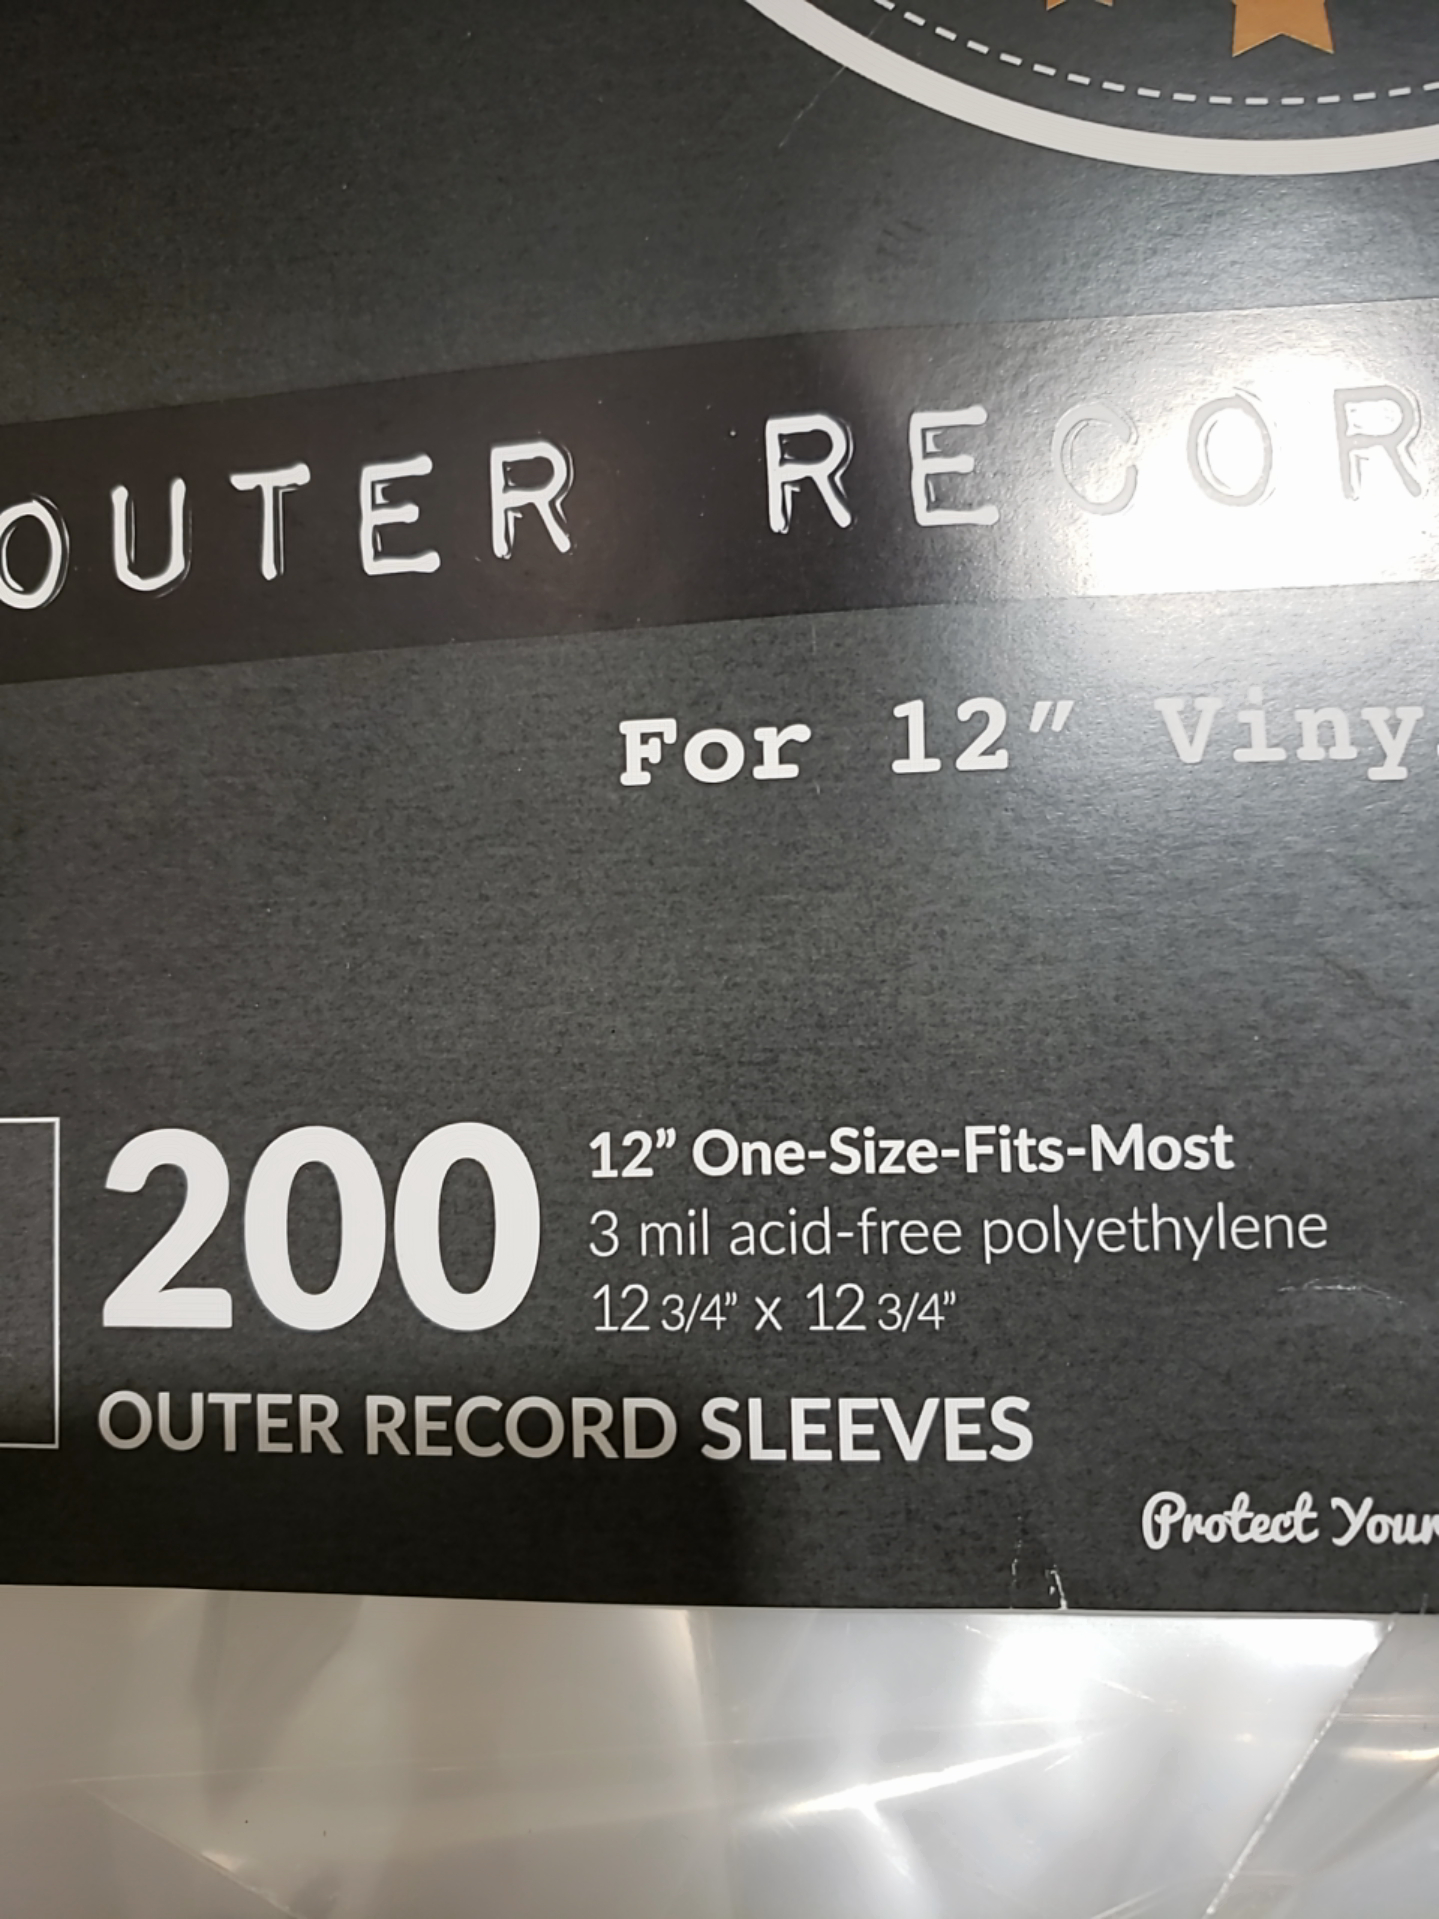 OUTER RECOR
For 12" Viny
200
12" One-Size-Fits-Most
3 mil acid-free polyethylene
12 3/4" x 12 3/4"
OUTER RECORD SLEEVES
Protect Your